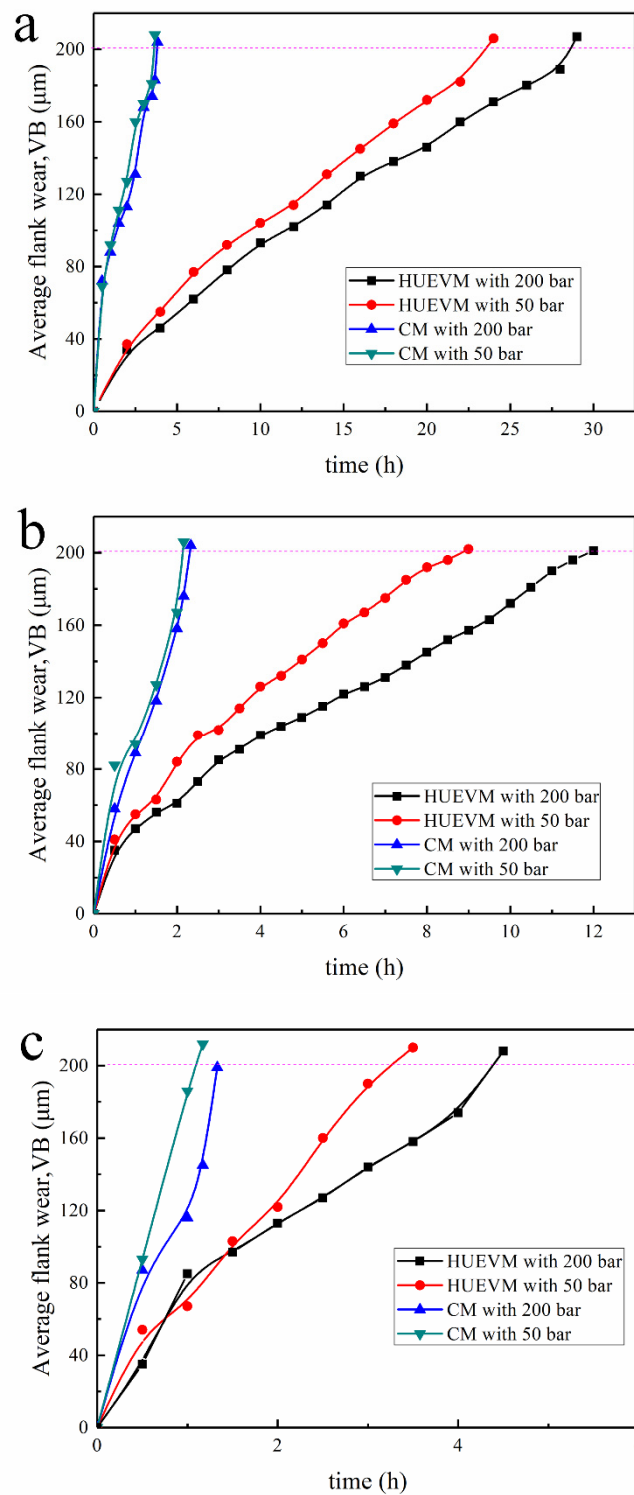 a
200
160
120
80
40
0
Average flank wear,VB (μm)
HUEVM with 200 bar
HUEVM with 50 bar
CM with 200 bar
CM with 50 bar
0 5 10 15 20 25 30
time (h)
b
200
160
120
80
40
0
Average flank wear,VB (μm)
HUEVM with 200 bar
HUEVM with 50 bar
CM with 200 bar
CM with 50 bar
0 2 4 6 8 10 12
time (h)
c
200
160
120
80
40
0
Average flank wear,VB (μm)
HUEVM with 200 bar
HUEVM with 50 bar
CM with 200 bar
CM with 50 bar
0 2 4
time (h)